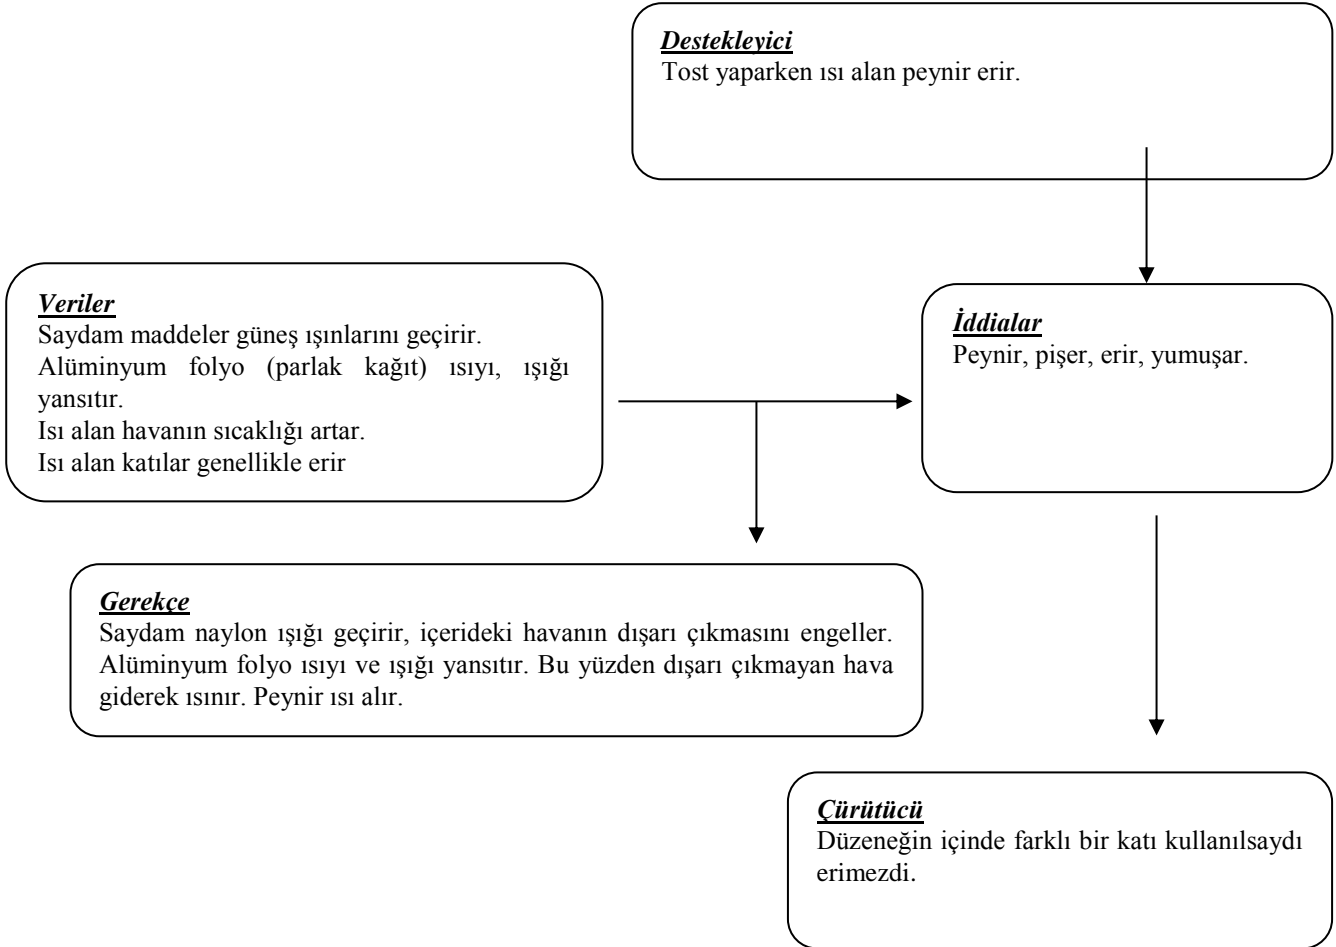 Destekleyici
Tost yaparken ısı alan peynir erir.
Veriler
Saydam maddeler güneş ışınlarını geçirir.
Alüminyum folyo (parlak kağıt) ısıyı, ışığı
yansıtır.
Isı alan havanın sıcaklığı artar.
Isı alan katılar genellikle erir
İddialar
Peynir, pişer, erir, yumuşar.
Gerekçe
Saydam naylon ışığı geçirir, içerideki havanın dışarı çıkmasını engeller.
Alüminyum folyo ısıyı ve ışığı yansıtır. Bu yüzden dışarı çıkmayan hava
giderek ısınır. Peynir ısı alır.
Çürütücü
Düzeneğin içinde farklı bir katı kullanılsaydı
erimezdi.